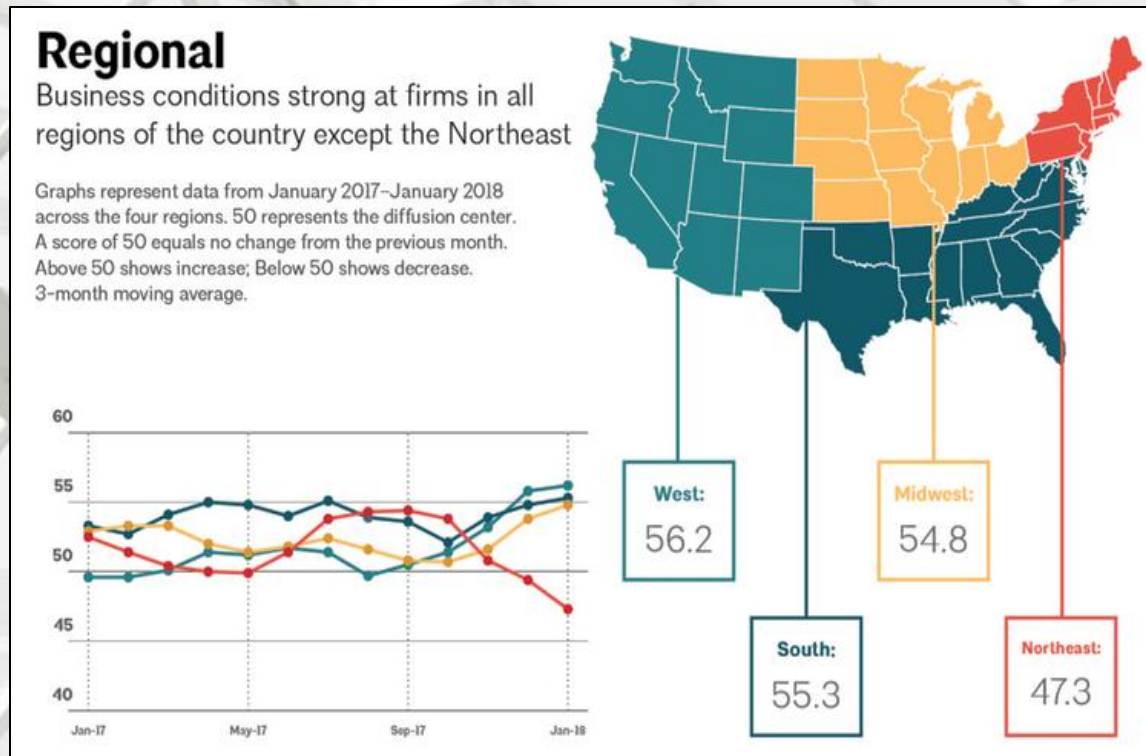 Regional
Business conditions strong at firms in all
regions of the country except the Northeast
Graphs represent data from January 2017–January 2018
across the four regions. 50 represents the diffusion center.
A score of 50 equals no change from the previous month.
Above 50 shows increase; Below 50 shows decrease.
3-month moving average.
60
55
50
45
40
Jan-17
May-17
Sep-17
Jan-18
West:
56.2
Midwest:
54.8
South:
55.3
Northeast:
47.3